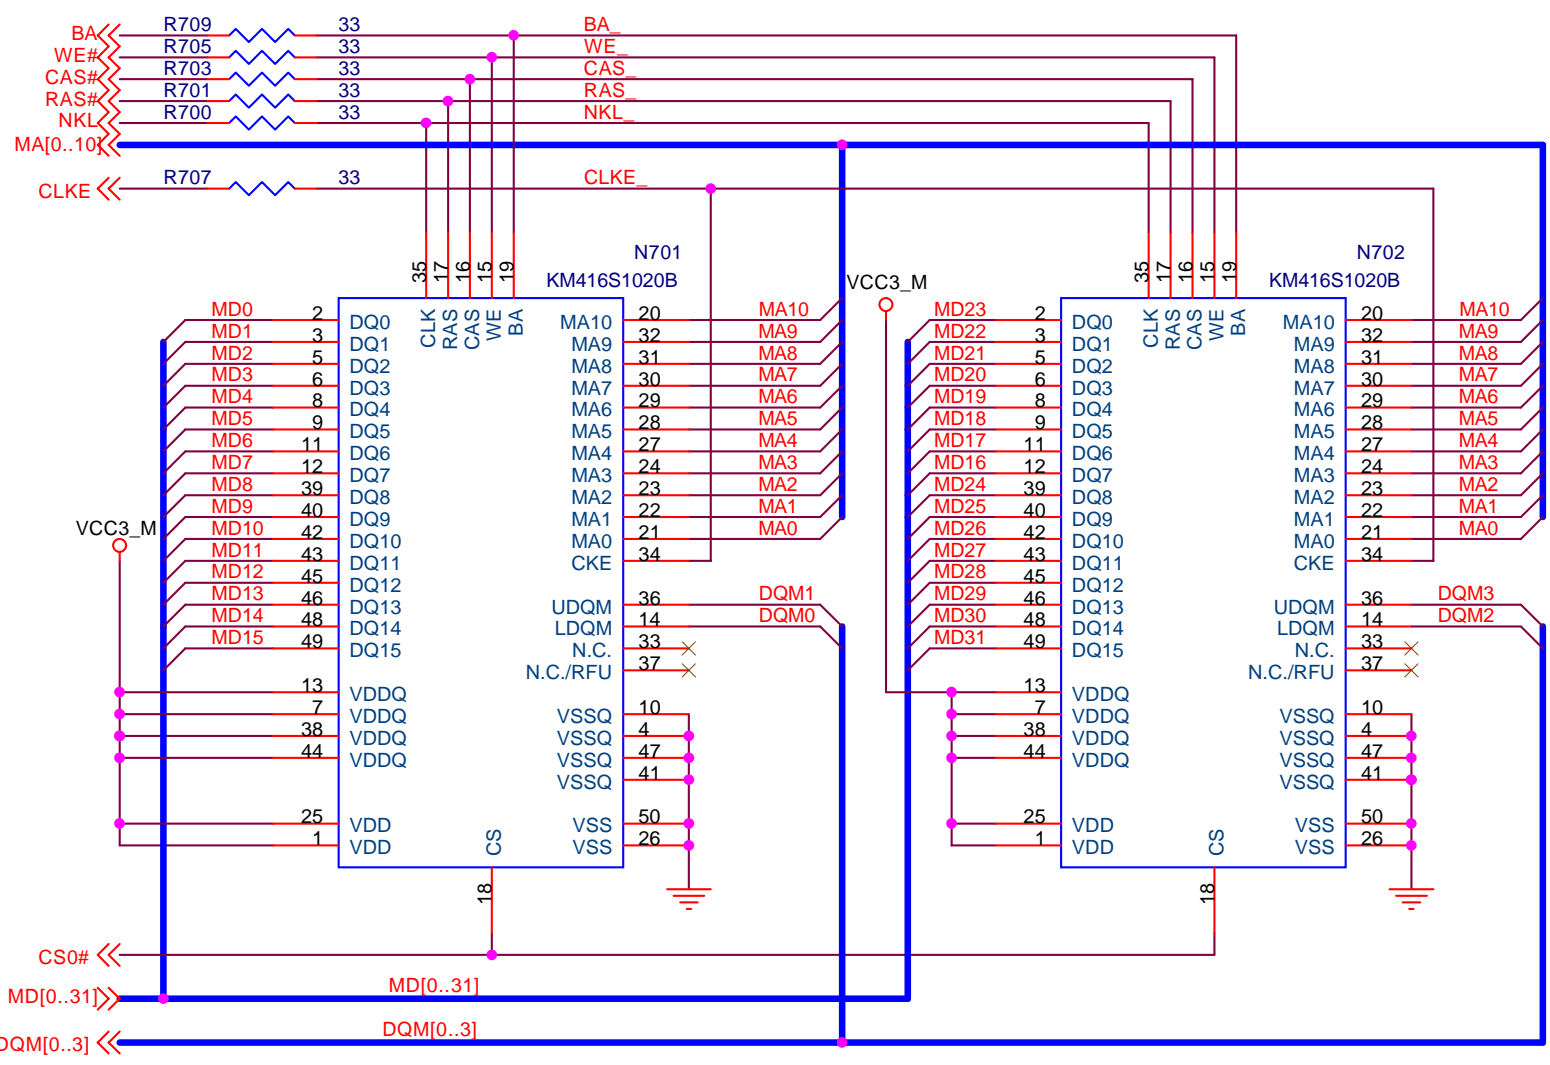 BA R709 33 BA_
WE# R705 33 WE_
CAS# R703 33 CAS_
RAS# R701 33 RAS_
NKL R700 33 NKL_
MA[0..10]
CLKE R707 33 CLKE_
N701 N702
KM416S1020B VCC3_M KM416S1020B
35 17 16 15 19 35 17 16 15 19
CLK RAS CAS WE BA CLK RAS CAS WE BA
MD0 2 DQ0 MA10 20 MA10 MD23 2 DQ0 MA10 20 MA10
MD1 3 DQ1 MA9 32 MA9 MD22 3 DQ1 MA9 32 MA9
MD2 5 DQ2 MA8 31 MA8 MD21 5 DQ2 MA8 31 MA8
MD3 6 DQ3 MA7 30 MA7 MD20 6 DQ3 MA7 30 MA7
MD4 8 DQ4 MA6 29 MA6 MD19 8 DQ4 MA6 29 MA6
MD5 9 DQ5 MA5 28 MA5 MD18 9 DQ5 MA5 28 MA5
MD6 11 DQ6 MA4 27 MA4 MD17 11 DQ6 MA4 27 MA4
MD7 12 DQ7 MA3 24 MA3 MD16 12 DQ7 MA3 24 MA3
MD8 39 DQ8 MA2 23 MA2 MD24 39 DQ8 MA2 23 MA2
MD9 40 DQ9 MA1 22 MA1 MD25 40 DQ9 MA1 22 MA1
VCC3_M MD10 42 DQ10 MA0 21 MA0 MD26 42 DQ10 MA0 21 MA0
MD11 43 DQ11 CKE 34 MD27 43 DQ11 CKE 34
MD12 45 DQ12 MD28 45 DQ12
MD13 46 DQ13 UDQM 36 DQM1 MD29 46 DQ13 UDQM 36 DQM3
MD14 48 DQ14 LDQM 14 DQM0 MD30 48 DQ14 LDQM 14 DQM2
MD15 49 DQ15 N.C. 33 MD31 49 DQ15 N.C. 33
N.C./RFU 37 N.C./RFU 37
13 VDDQ 13 VDDQ
7 VDDQ VSSQ 10 7 VDDQ VSSQ 10
38 VDDQ VSSQ 4 38 VDDQ VSSQ 4
44 VDDQ VSSQ 47 44 VDDQ VSSQ 47
VSSQ 41 VSSQ 41
25 VDD VSS 50 25 VDD VSS 50
1 VDD CS VSS 26 1 VDD CS VSS 26
18 18
CS0#
MD[0..31] MD[0..31]
DQM[0..3] DQM[0..3]